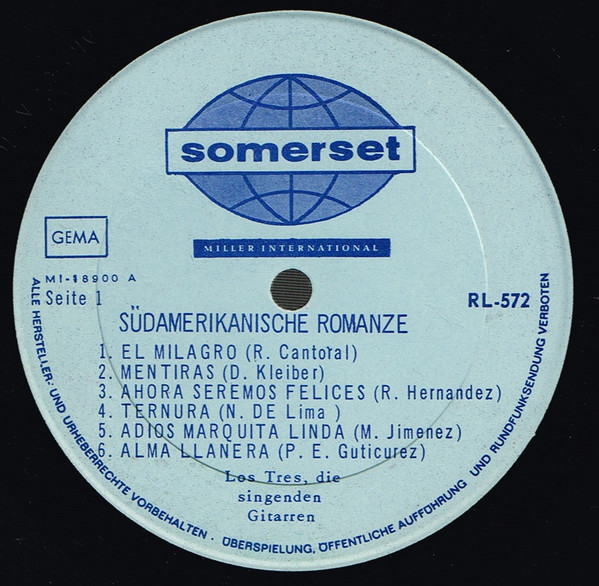 somerset
MILLER INTERNATIONAL
GEMA
MI-18900 A
Seite 1
RL-572
SÜDAMERIKANISCHE ROMANZE
1. EL MILAGRO (R. Cantoral)
2. MENTIRAS (D. Kleiber)
3. AHORA SEREMOS FELICES (R. Hernandez)
4. TERNURA (N. DE Lima )
5. ADIOS MARQUITA LINDA (M. Jimenez)
6. ALMA LLANERA (P. E. Guticurez)
Los Tres, die
singenden
Gitarren
ALLE HERSTELLER- UND URHEBERRECHTE VORBEHALTEN · ÜBERSPIELUNG, ÖFFENTLICHE AUFFÜHRUNG UND RUNDFUNKSENDUNG VERBOTEN